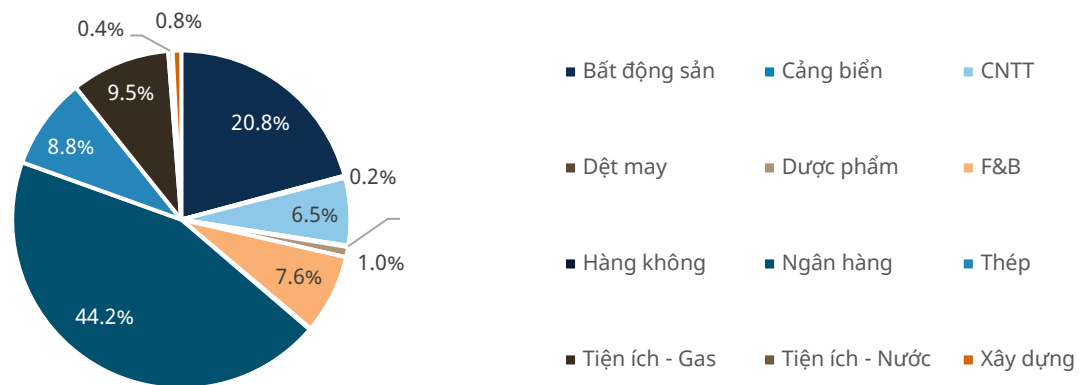 0.8%
0.4%
9.5%
20.8%
8.8%
0.2%
6.5%
1.0%
7.6%
44.2%
Bất động sản Cảng biển CNTT
Dệt may Dược phẩm F&B
Hàng không Ngân hàng Thép
Tiện ích - Gas Tiện ích - Nước Xây dựng